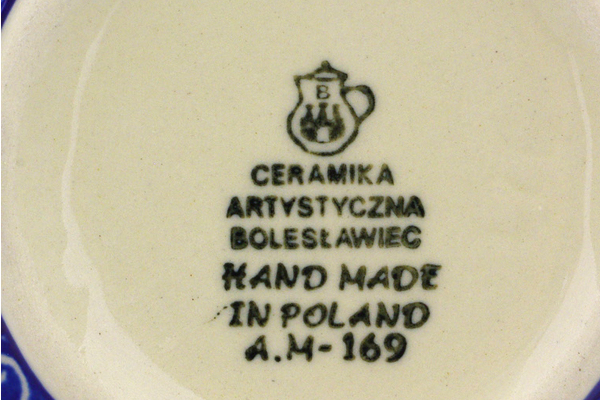 B
CERAMIKA
ARTYSTYCZNA
BOLESŁAWIEC
HAND MADE
IN POLAND
A.M-169